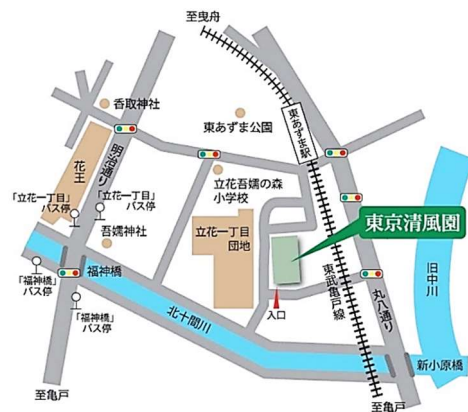 至曳舟
香取神社
東あずま公園
東あずま駅
花王
明治通り
「立花一丁目」
バス停
「立花一丁目」
バス停
立花吾嬬の森
小学校
吾嬬神社
立花一丁目
団地
東京清風園
福神橋
「福神橋」
バス停
「福神橋」
バス停
北十間川
入口
東武亀戸線
丸八通り
旧中川
新小原橋
至亀戸
至亀戸